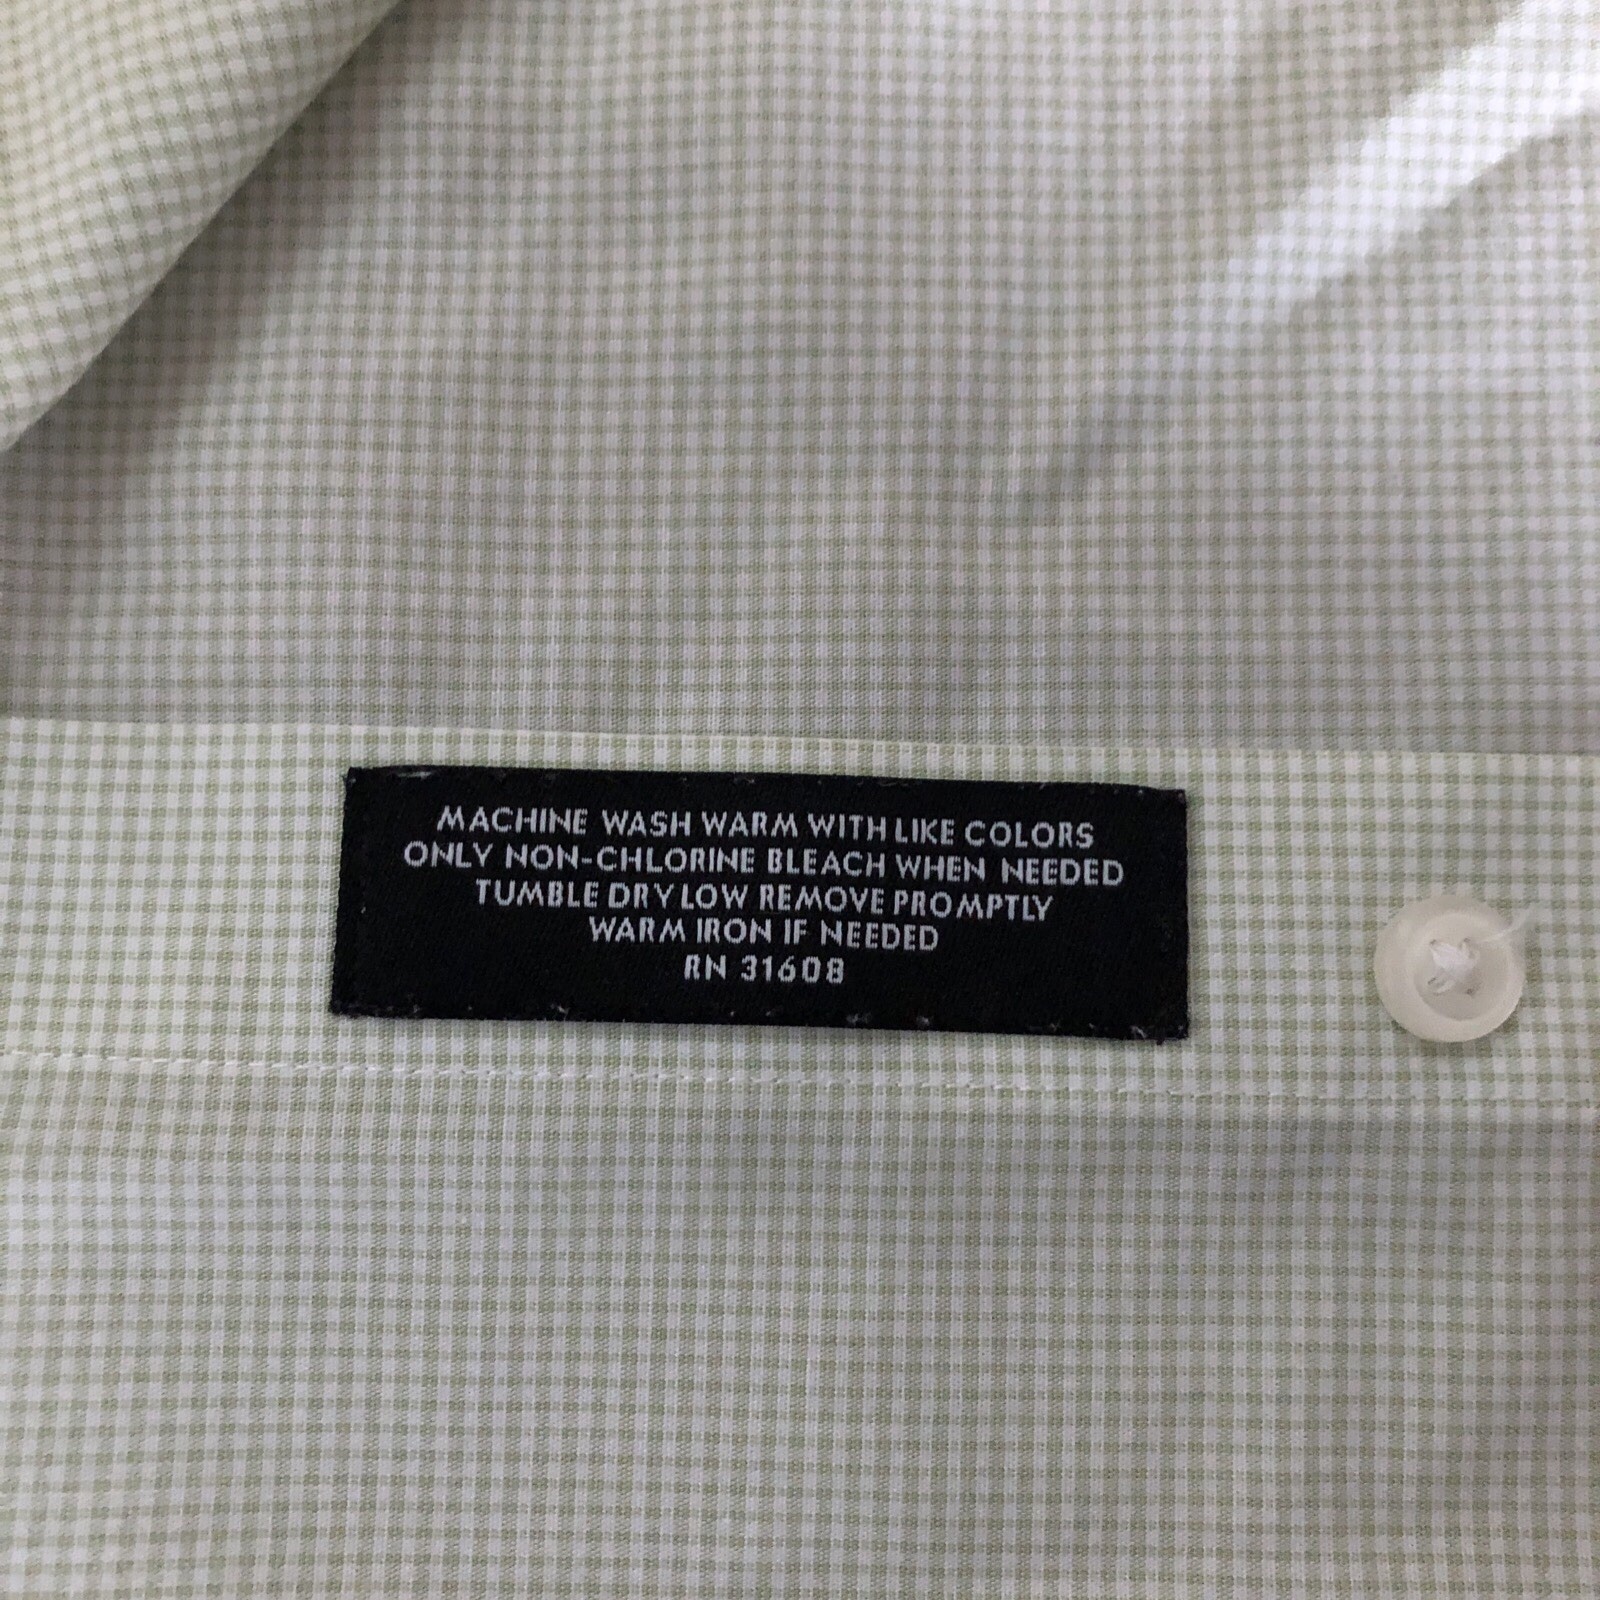 MACHINE WASH WARM WITH LIKE COLORS
ONLY NON-CHLORINE BLEACH WHEN NEEDED
TUMBLE DRY LOW REMOVE PROMPTLY
WARM IRON IF NEEDED
RN 31608